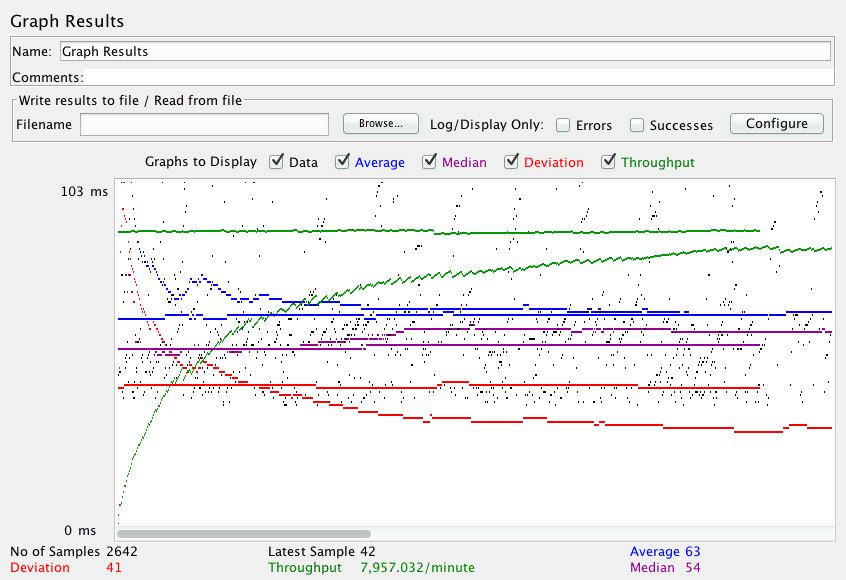 Graph Results
Name: Graph Results
Comments:
Write results to file / Read from file
Filename Browse... Log/Display Only: Errors Successes Configure
Graphs to Display Data Average Median Deviation Throughput
103 ms
0 ms
No of Samples 2642 Latest Sample 42 Average 63
Deviation 41 Throughput 7,957.032/minute Median 54